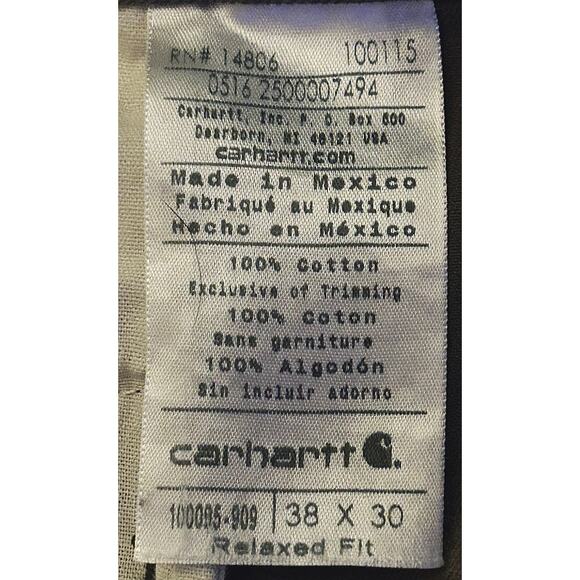 RN# 14806 100115
0516 2500007494
Carhartt, Inc. P. O. Box 600
Dearborn, MI 48121 USA
carhartt.com
Made in Mexico
Fabriqué au Mexique
Hecho en México
100% Cotton
Exclusive of Trimming
100% Coton
Sans garniture
100% Algodón
Sin incluir adorno
carhartt
100095-909 38 X 30
Relaxed Fit